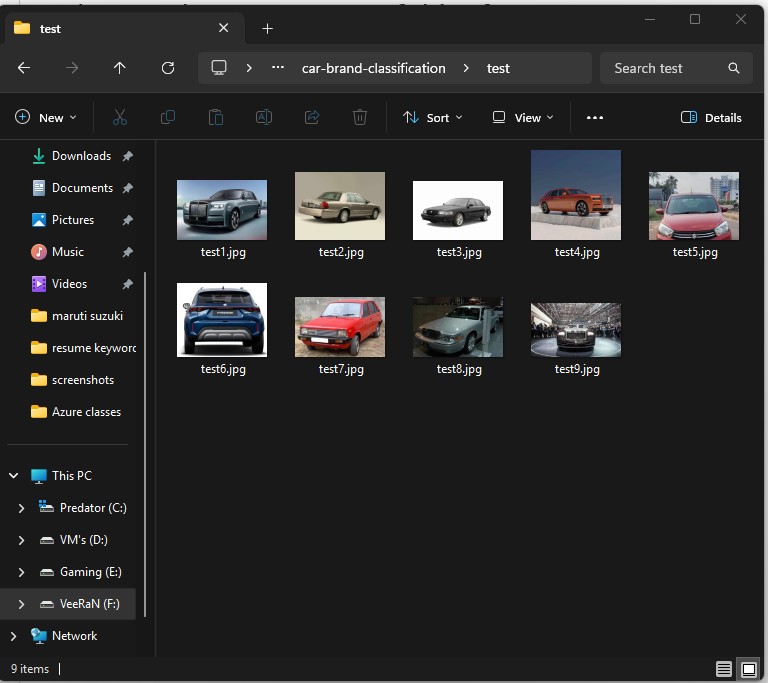 test
car-brand-classification
test
Search test
New
Sort
View
Details
Downloads
Documents
Pictures
Music
Videos
maruti suzuki
resume keyword
screenshots
Azure classes
This PC
Predator (C:)
VM's (D:)
Gaming (E:)
VeeRaN (F:)
Network
test1.jpg
test2.jpg
test3.jpg
test4.jpg
test5.jpg
test6.jpg
test7.jpg
test8.jpg
test9.jpg
9 items